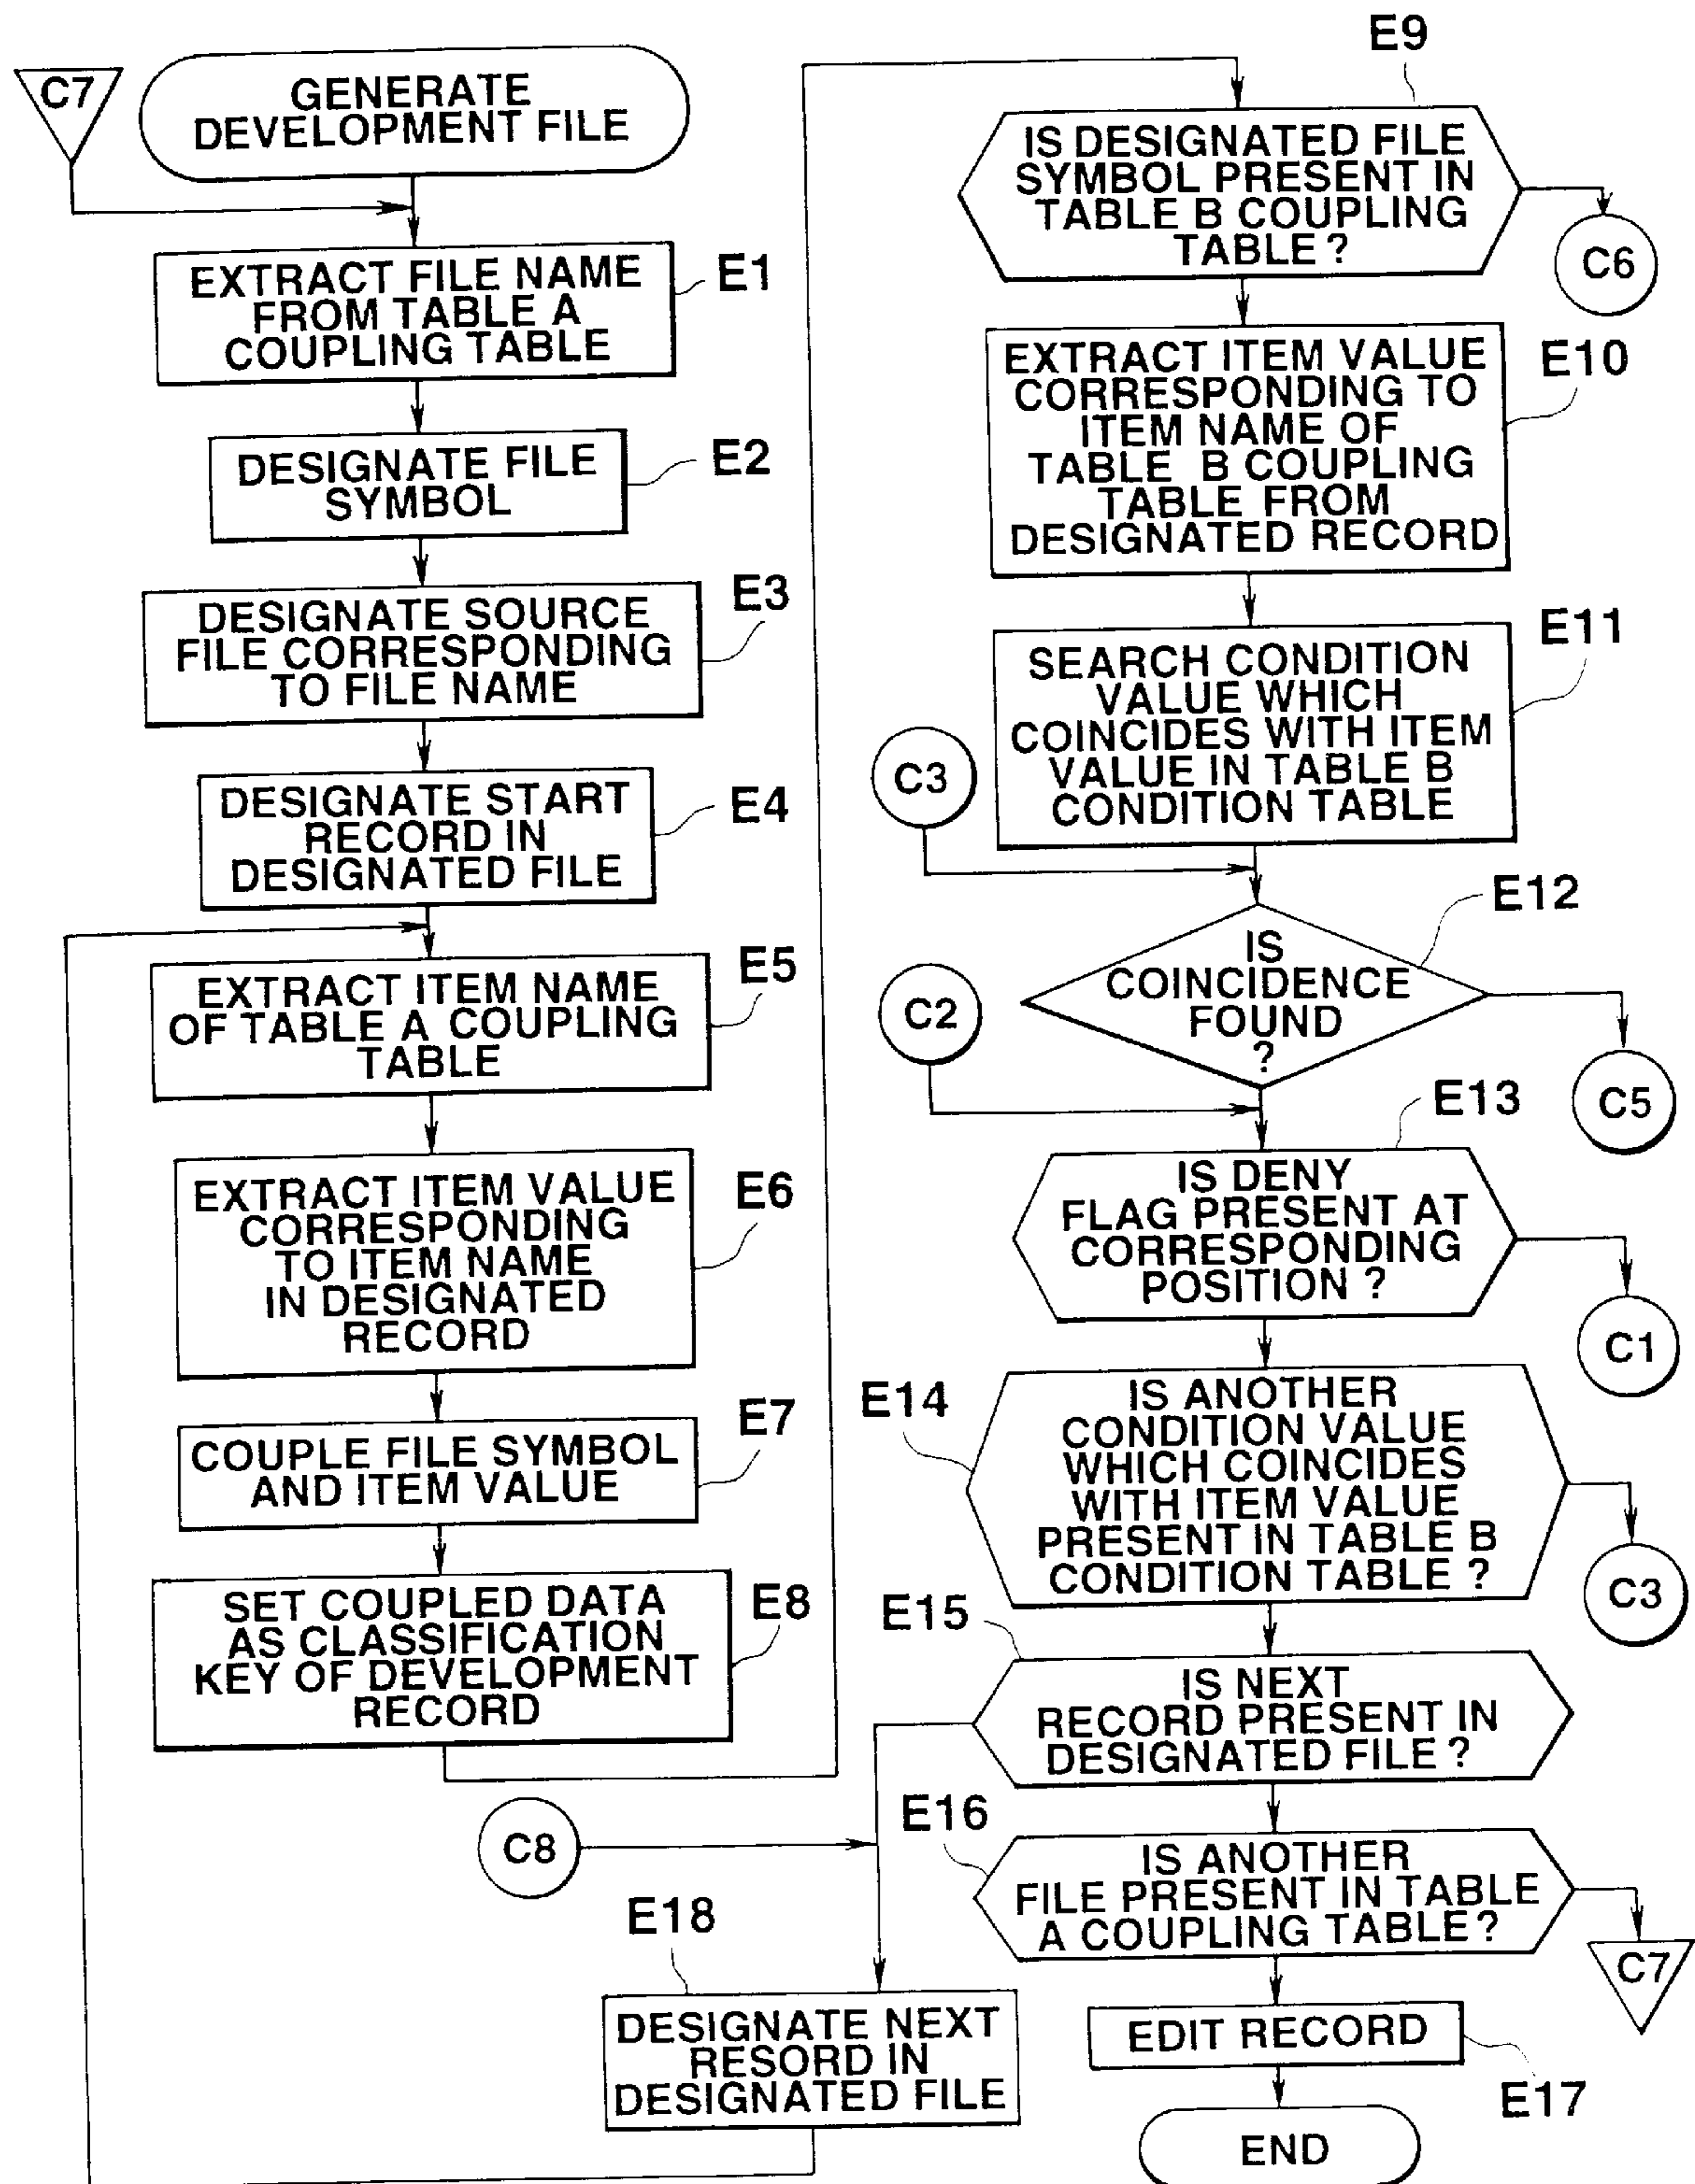 C7
GENERATE
DEVELOPMENT FILE
EXTRACT FILE NAME
FROM TABLE A
COUPLING TABLE
E1
DESIGNATE FILE
SYMBOL
E2
DESIGNATE SOURCE
FILE CORRESPONDING
TO FILE NAME
E3
DESIGNATE START
RECORD IN
DESIGNATED FILE
E4
EXTRACT ITEM NAME
OF TABLE A COUPLING
TABLE
E5
EXTRACT ITEM VALUE
CORRESPONDING
TO ITEM NAME
IN DESIGNATED
RECORD
E6
COUPLE FILE SYMBOL
AND ITEM VALUE
E7
SET COUPLED DATA
AS CLASSIFICATION
KEY OF DEVELOPMENT
RECORD
E8
C8
E18
DESIGNATE NEXT
RESORD IN
DESIGNATED FILE
E9
IS DESIGNATED FILE
SYMBOL PRESENT IN
TABLE B COUPLING
TABLE ?
C6
EXTRACT ITEM VALUE
CORRESPONDING TO
ITEM NAME OF
TABLE B COUPLING
TABLE FROM
DESIGNATED RECORD
E10
SEARCH CONDITION
VALUE WHICH
COINCIDES WITH ITEM
VALUE IN TABLE B
CONDITION TABLE
E11
C3
IS
COINCIDENCE
FOUND
?
E12
C5
C2
IS DENY
FLAG PRESENT AT
CORRESPONDING
POSITION ?
E13
C1
E14
IS ANOTHER
CONDITION VALUE
WHICH COINCIDES
WITH ITEM VALUE
PRESENT IN TABLE B
CONDITION TABLE ?
C3
E15
IS NEXT
RECORD PRESENT IN
DESIGNATED FILE ?
E16
IS ANOTHER
FILE PRESENT IN TABLE
A COUPLING TABLE ?
C7
EDIT RECORD
E17
END